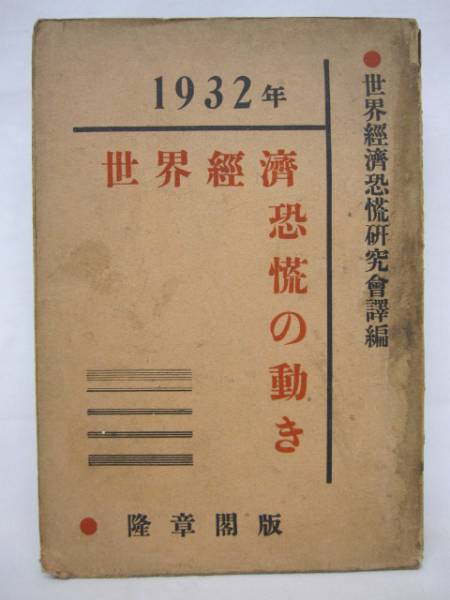 1932年
世界經濟
恐慌の動き
世界經濟恐慌研究會譯編
隆章閣版